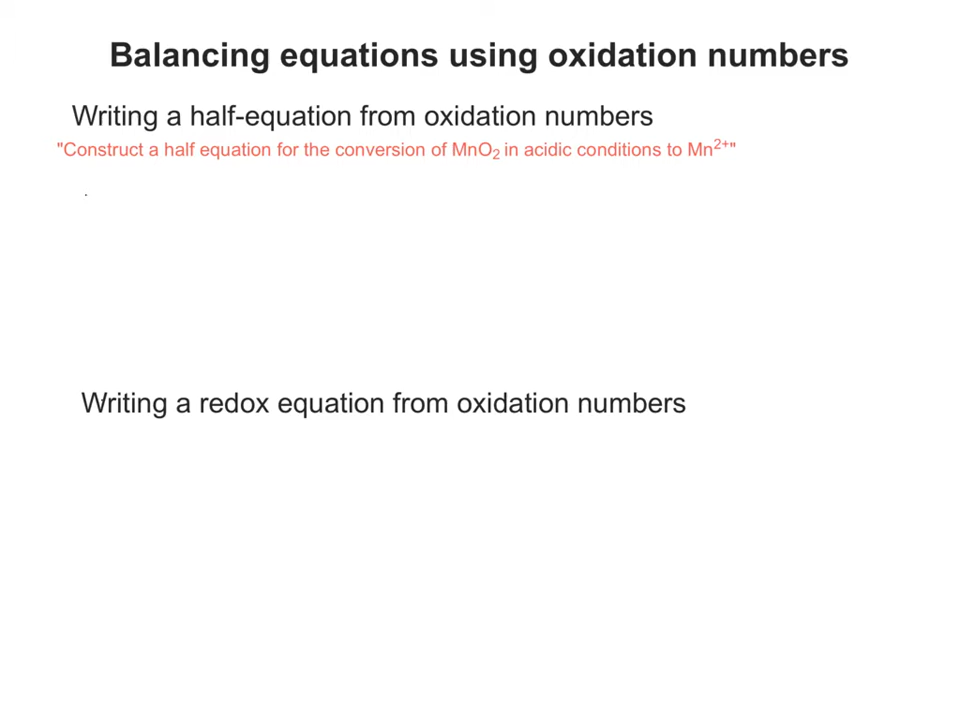 Balancing equations using oxidation numbers
Writing a half-equation from oxidation numbers
"Construct a half equation for the conversion of MnO₂ in acidic conditions to Mn²⁺"
Writing a redox equation from oxidation numbers